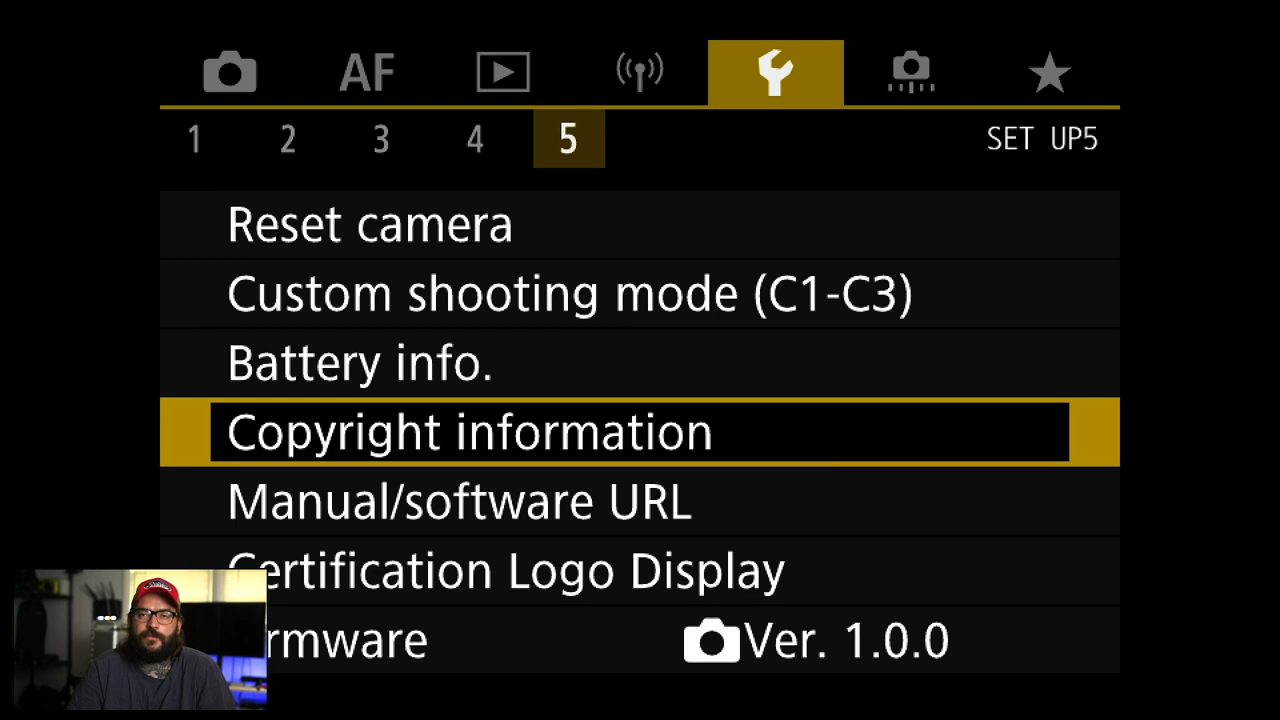 AF
1 2 3 4 5 SET UP5
Reset camera
Custom shooting mode (C1-C3)
Battery info.
Copyright information
Manual/software URL
ertification Logo Display
rmware Ver. 1.0.0